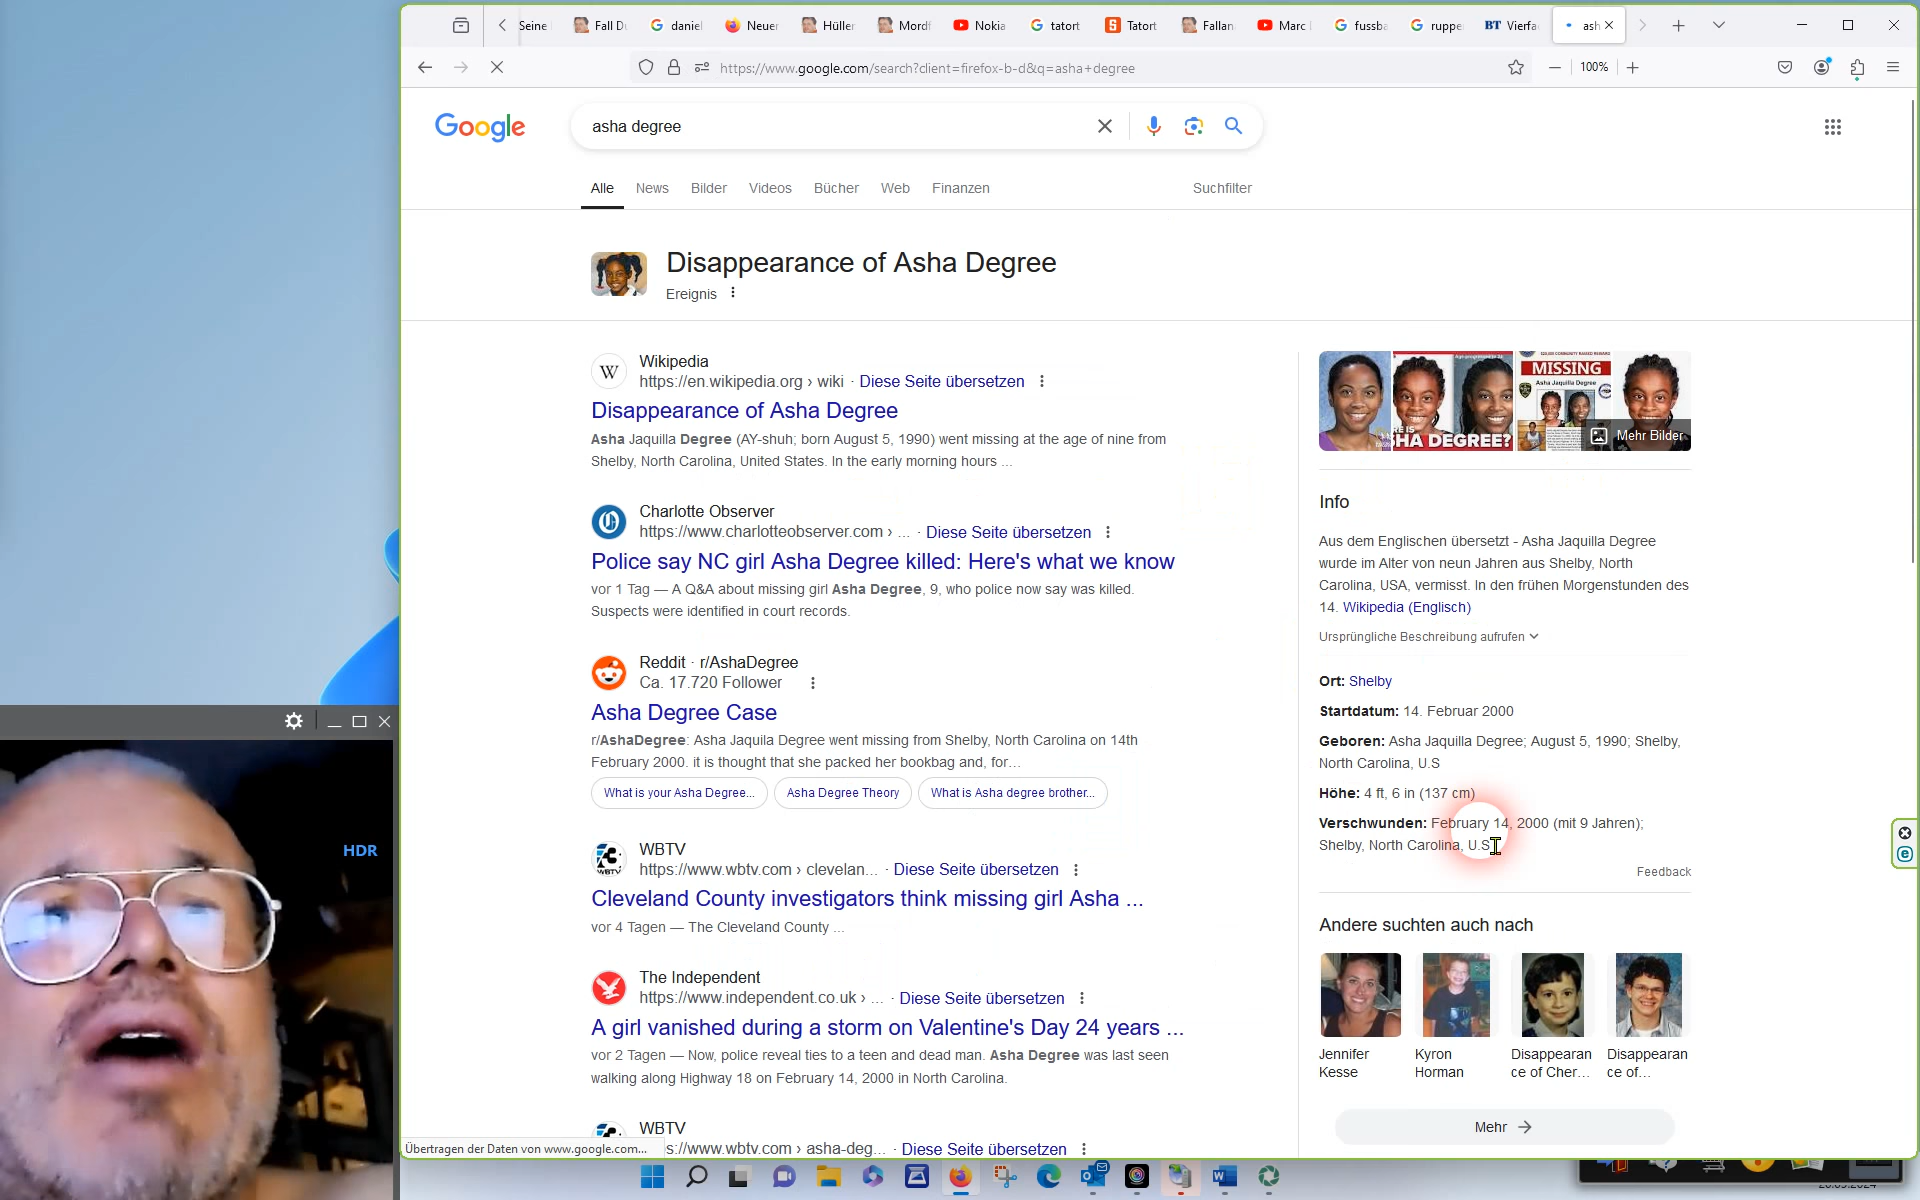 Seine
Fall Du
daniel
Neuer
Hüller
Mordf
Nokia
tatort
Tatort
Fallan
Marc
fussba
ruppe
BT Vierfa
ash
https://www.google.com/search?client=firefox-b-d&q=asha+degree
100%
Google
asha degree
Alle
News
Bilder
Videos
Bücher
Web
Finanzen
Suchfilter
Disappearance of Asha Degree
Ereignis
Wikipedia
https://en.wikipedia.org › wiki · Diese Seite übersetzen
Disappearance of Asha Degree
Asha Jaquilla Degree (AY-shuh; born August 5, 1990) went missing at the age of nine from
Shelby, North Carolina, United States. In the early morning hours ...
Charlotte Observer
https://www.charlotteobserver.com › ... · Diese Seite übersetzen
Police say NC girl Asha Degree killed: Here's what we know
vor 1 Tag — A Q&A about missing girl Asha Degree, 9, who police now say was killed.
Suspects were identified in court records.
Reddit · r/AshaDegree
Ca. 17.720 Follower
Asha Degree Case
r/AshaDegree: Asha Jaquila Degree went missing from Shelby, North Carolina on 14th
February 2000. it is thought that she packed her bookbag and, for...
What is your Asha Degree...
Asha Degree Theory
What is Asha degree brother...
WBTV
https://www.wbtv.com › clevelan... · Diese Seite übersetzen
Cleveland County investigators think missing girl Asha ...
vor 4 Tagen — The Cleveland County ...
The Independent
https://www.independent.co.uk › ... · Diese Seite übersetzen
A girl vanished during a storm on Valentine's Day 24 years ...
vor 2 Tagen — Now, police reveal ties to a teen and dead man. Asha Degree was last seen
walking along Highway 18 on February 14, 2000 in North Carolina.
WBTV
s://www.wbtv.com › asha-deg... · Diese Seite übersetzen
Übertragen der Daten von www.google.com...
HA DEGREE?
MISSING
Asha Jaquilla Degree
Mehr Bilder
Info
Aus dem Englischen übersetzt - Asha Jaquilla Degree
wurde im Alter von neun Jahren aus Shelby, North
Carolina, USA, vermisst. In den frühen Morgenstunden des
14. Wikipedia (Englisch)
Ursprüngliche Beschreibung aufrufen
Ort: Shelby
Startdatum: 14. Februar 2000
Geboren: Asha Jaquilla Degree; August 5, 1990; Shelby,
North Carolina, U.S
Höhe: 4 ft, 6 in (137 cm)
Verschwunden: February 14, 2000 (mit 9 Jahren);
Shelby, North Carolina, U.S
Feedback
Andere suchten auch nach
Jennifer
Kesse
Kyron
Horman
Disappearan
ce of Cher...
Disappearan
ce of...
Mehr
HDR